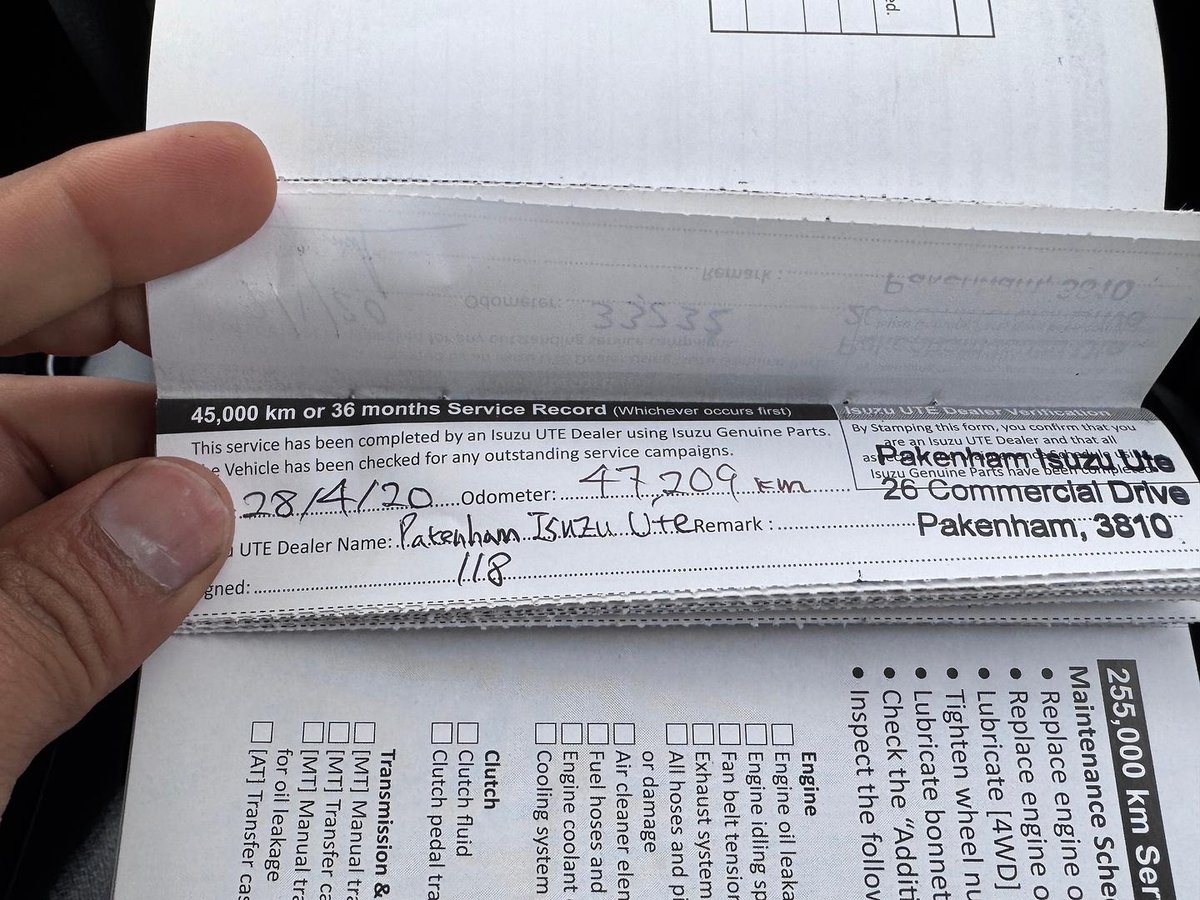 ed.
Remark :
Odometer: 33232
45,000 km or 36 months Service Record (Whichever occurs first)
This service has been completed by an Isuzu UTE Dealer using Isuzu Genuine Parts.
e Vehicle has been checked for any outstanding service campaigns.
28/4/20 Odometer: 47,209 km
UTE Dealer Name: Pakenham Isuzu Ute Remark :
gned: 118
Isuzu UTE Dealer Verification
By Stamping this form, you confirm that you
are an Isuzu UTE Dealer and that all
Isuzu Genuine Parts have been completed
Pakenham Isuzu Ute
26 Commercial Drive
Pakenham, 3810
255,000 km Ser
Maintenance Sche
• Replace engine o
• Replace engine o
• Lubricate [4WD]
• Tighten wheel nu
• Lubricate bonnet
• Check the "Additi
• Inspect the follow
Engine
Engine oil leaka
Engine idling sp
Fan belt tension
Exhaust system
All hoses and pi
or damage
Air cleaner elen
Fuel hoses and
Engine coolant
Cooling system
Clutch
Clutch fluid
Clutch pedal tra
Transmission &
[MT] Manual tra
[MT] Transfer ca
[MT] Manual tra
for oil leakage
[AT] Transfer cas